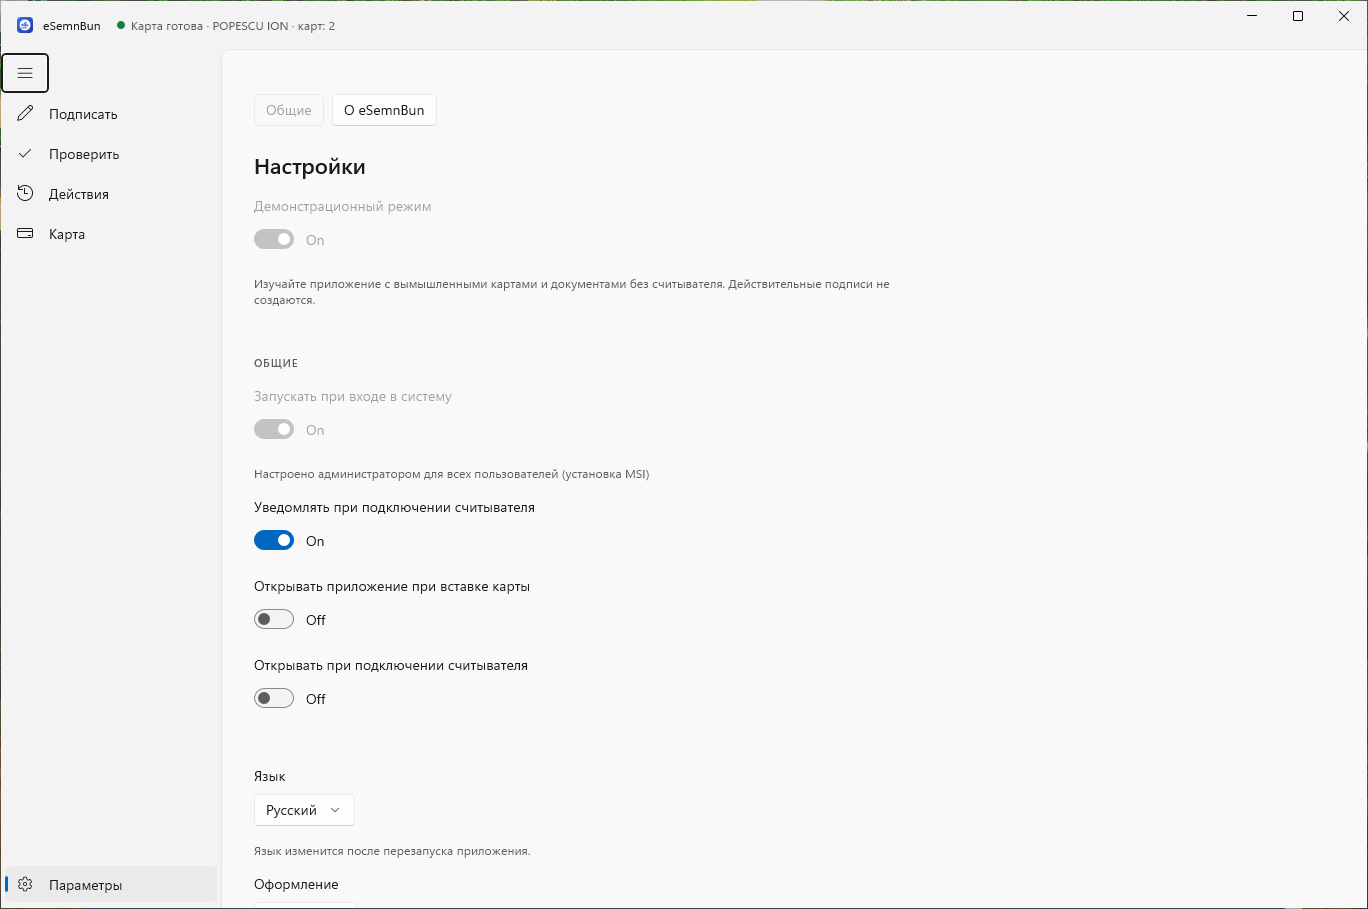 eSemnBun
Карта готова · POPESCU ION · карт: 2
Подписать
Проверить
Действия
Карта
Параметры
Общие
О eSemnBun
Настройки
Демонстрационный режим
On
Изучайте приложение с вымышленными картами и документами без считывателя. Действительные подписи не
создаются.
ОБЩИЕ
Запускать при входе в систему
On
Настроено администратором для всех пользователей (установка MSI)
Уведомлять при подключении считывателя
On
Открывать приложение при вставке карты
Off
Открывать при подключении считывателя
Off
Язык
Русский
Язык изменится после перезапуска приложения.
Оформление